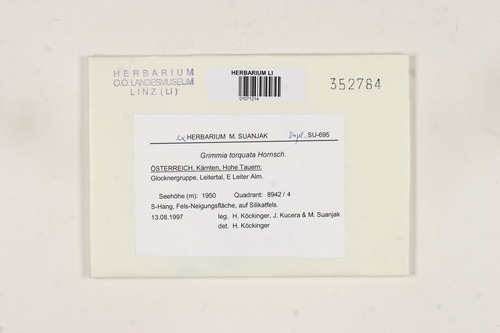 HERBARIUM
O.Ö. LANDESMUSEUM
LINZ (LI)
HERBARIUM LI
01071214
352784
ex HERBARIUM M. SUANJAK Dupl. SU-695
Grimmia torquata Hornsch.
ÖSTERREICH, Kärnten, Hohe Tauern:
Glocknergruppe, Leitertal, E Leiter Alm.
Seehöhe (m): 1950 Quadrant: 8942 / 4
S-Hang, Fels-Neigungsfläche, auf Silikatfels.
13.08.1997 leg. H. Köckinger, J. Kucera & M. Suanjak
det. H. Köckinger